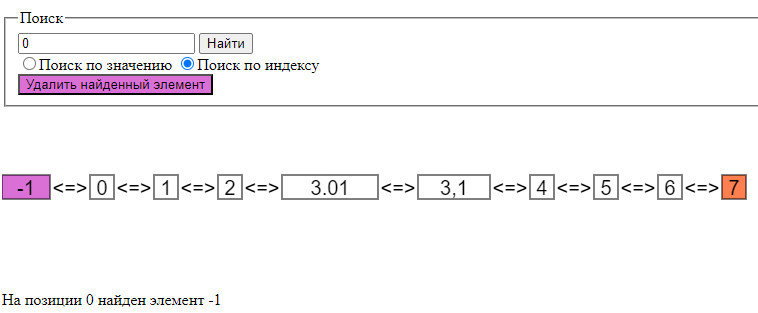 Поиск
0 Найти
Поиск по значению Поиск по индексу
Удалить найденный элемент
-1 <=> 0 <=> 1 <=> 2 <=> 3.01 <=> 3,1 <=> 4 <=> 5 <=> 6 <=> 7
На позиции 0 найден элемент -1